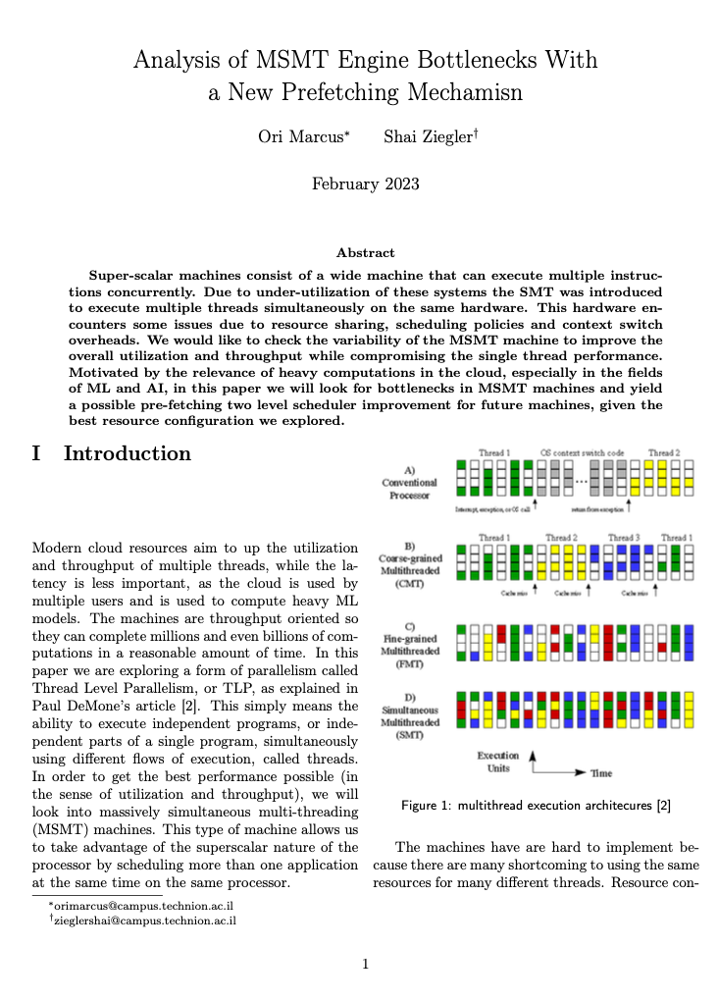 Analysis of MSMT Engine Bottlenecks With
a New Prefetching Mechamisn
Ori Marcus* Shai Ziegler†
February 2023
Abstract
Super-scalar machines consist of a wide machine that can execute multiple instruc-
tions concurrently. Due to under-utilization of these systems the SMT was introduced
to execute multiple threads simultaneously on the same hardware. This hardware en-
counters some issues due to resource sharing, scheduling policies and context switch
overheads. We would like to check the variability of the MSMT machine to improve the
overall utilization and throughput while compromising the single thread performance.
Motivated by the relevance of heavy computations in the cloud, especially in the fields
of ML and AI, in this paper we will look for bottlenecks in MSMT machines and yield
a possible pre-fetching two level scheduler improvement for future machines, given the
best resource configuration we explored.
I Introduction
Modern cloud resources aim to up the utilization
and throughput of multiple threads, while the la-
tency is less important, as the cloud is used by
multiple users and is used to compute heavy ML
models. The machines are throughput oriented so
they can complete millions and even billions of com-
putations in a reasonable amount of time. In this
paper we are exploring a form of parallelism called
Thread Level Parallelism, or TLP, as explained in
Paul DeMone's article [2]. This simply means the
ability to execute independent programs, or inde-
pendent parts of a single program, simultaneously
using different flows of execution, called threads.
In order to get the best performance possible (in
the sense of utilization and throughput), we will
look into massively simultaneous multi-threading
(MSMT) machines. This type of machine allows us
to take advantage of the superscalar nature of the
processor by scheduling more than one application
at the same time on the same processor.
*orimarcus@campus.technion.ac.il
†zieglershai@campus.technion.ac.il
Thread 1 OS context switch code Thread 2
A)
Conventional
Processor
Interrupt, exception, or OS call return from exception
Thread 1 Thread 2 Thread 3 Thread 1
B)
Coarse-grained
Multithreaded
(CMT)
Cache miss Cache miss Cache miss
C)
Fine-grained
Multithreaded
(FMT)
D)
Simultaneous
Multithreaded
(SMT)
Execution
Units
Time
Figure 1: multithread execution architecures [2]
The machines have are hard to implement be-
cause there are many shortcoming to using the same
resources for many different threads. Resource con-
1